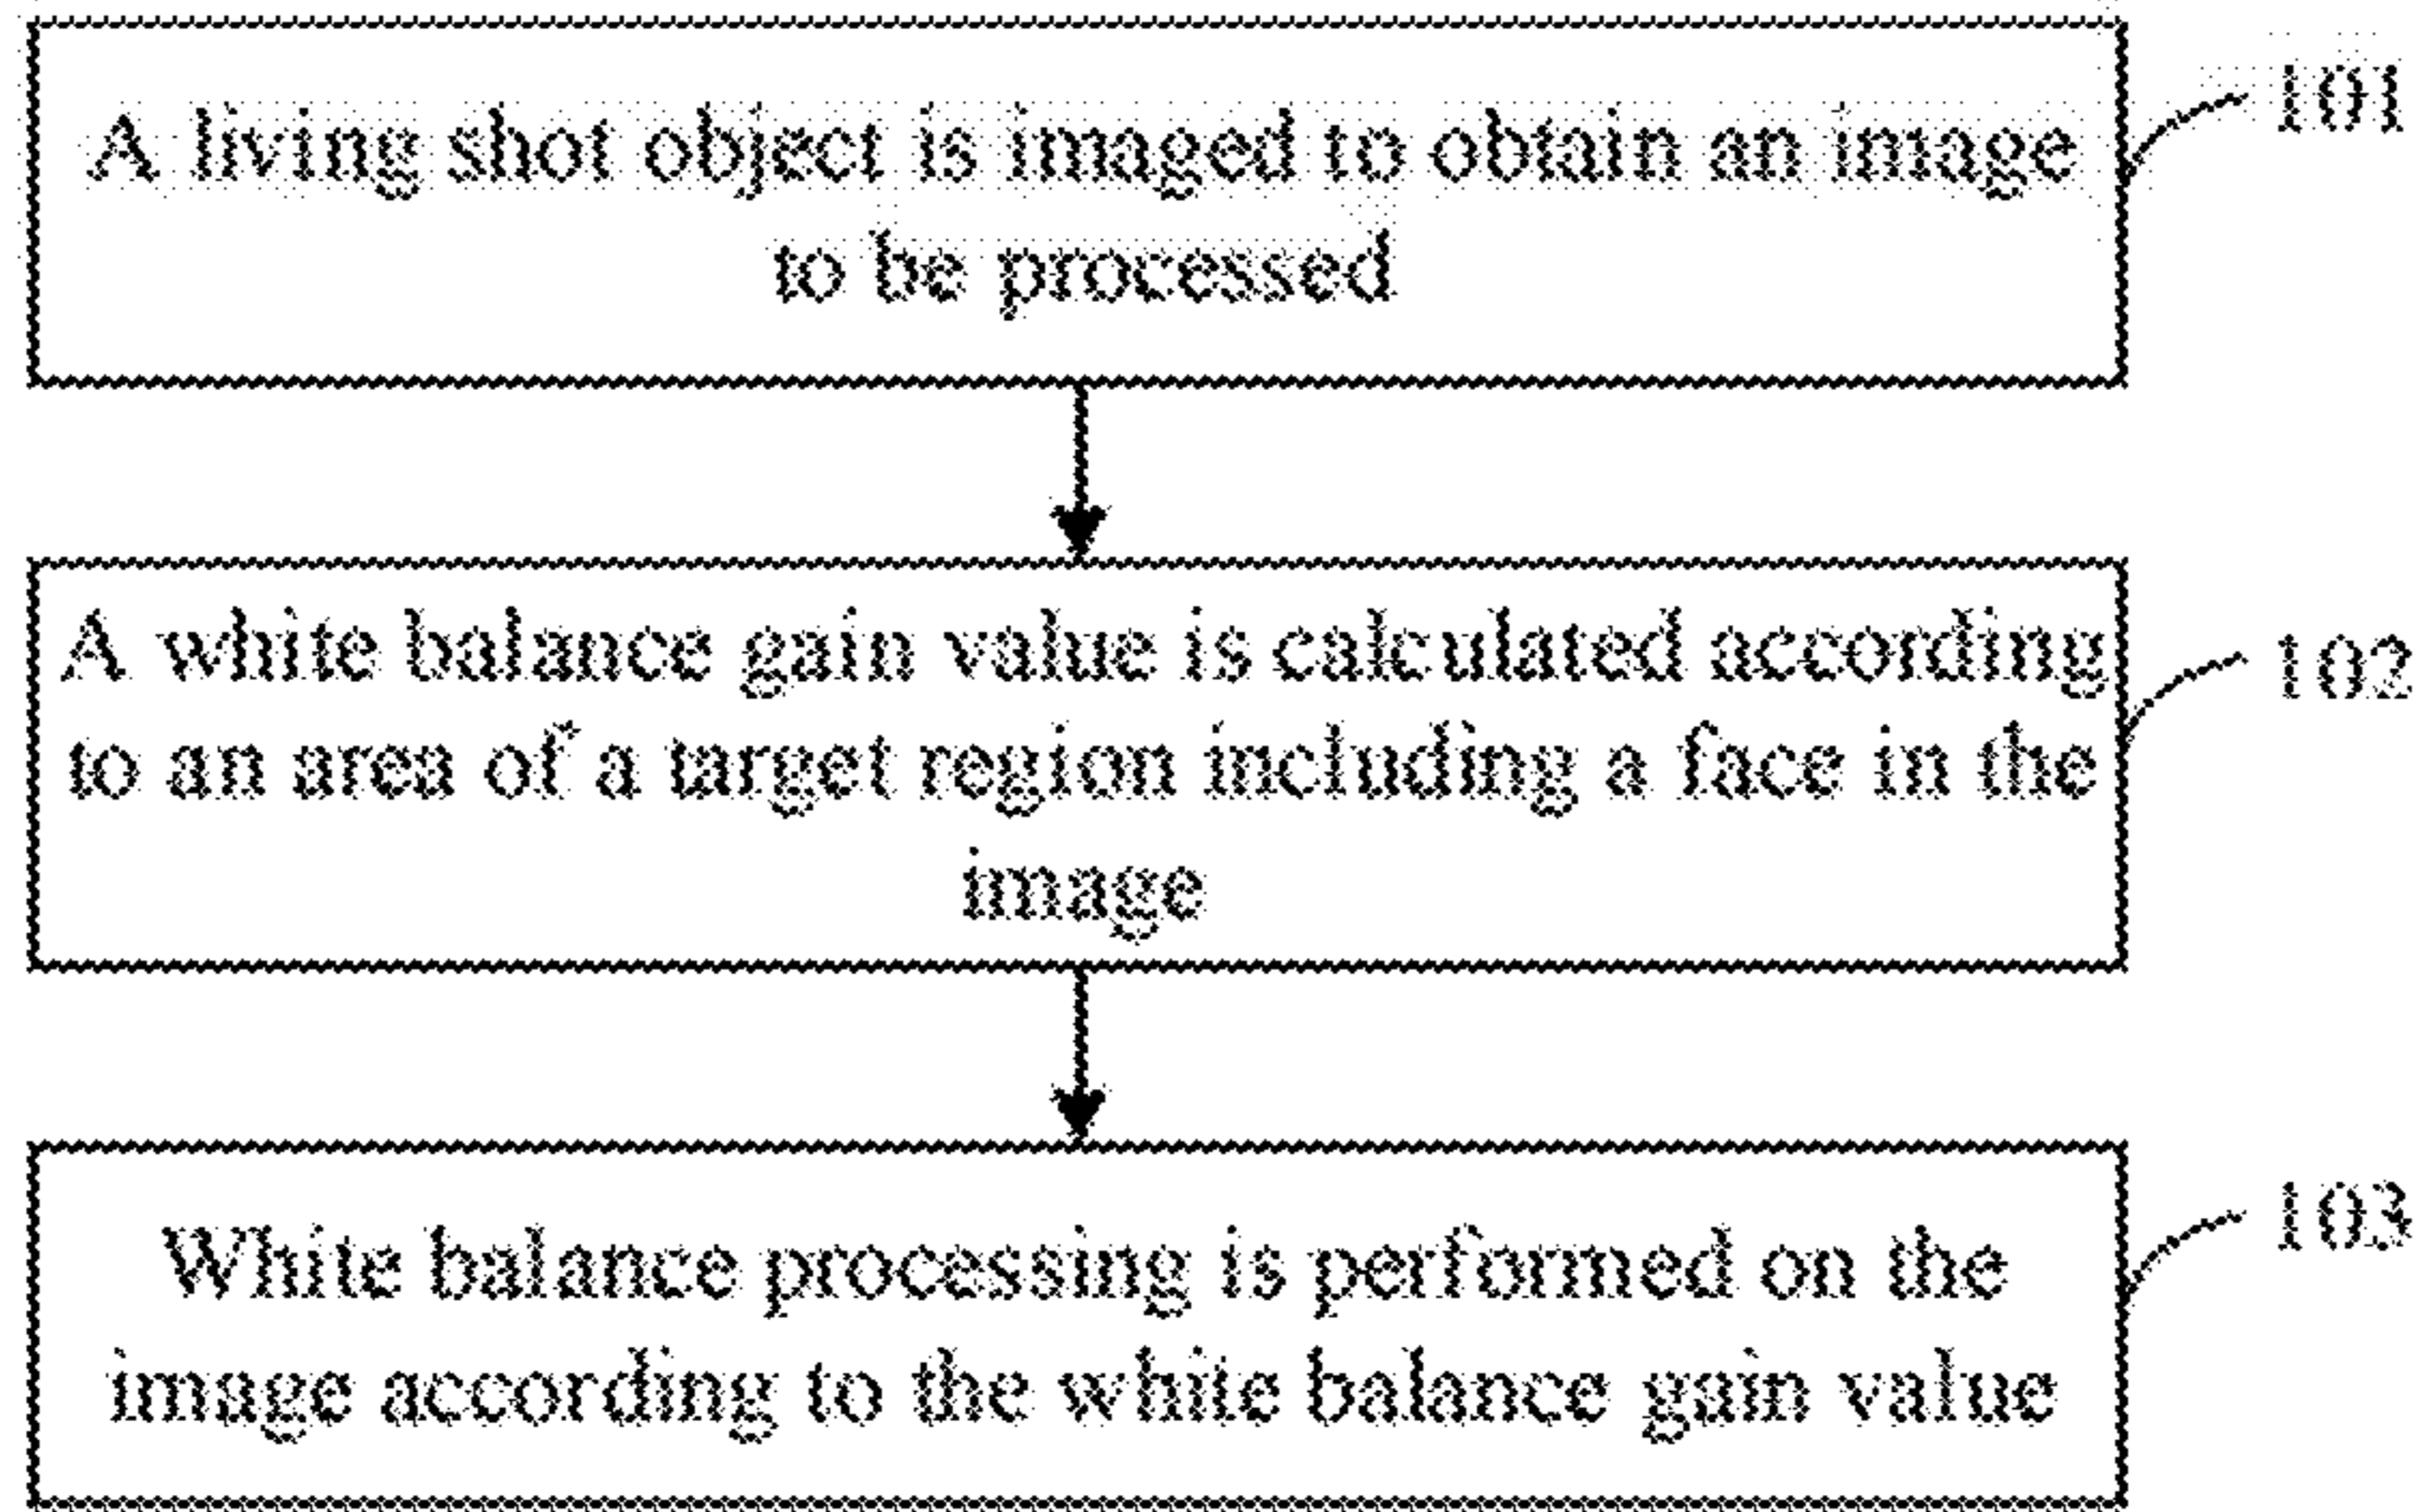 A living shot object is imaged to obtain an image
to be processed
101
A white balance gain value is calculated according
to an area of a target region including a face in the
image
102
White balance processing is performed on the
image according to the white balance gain value
103